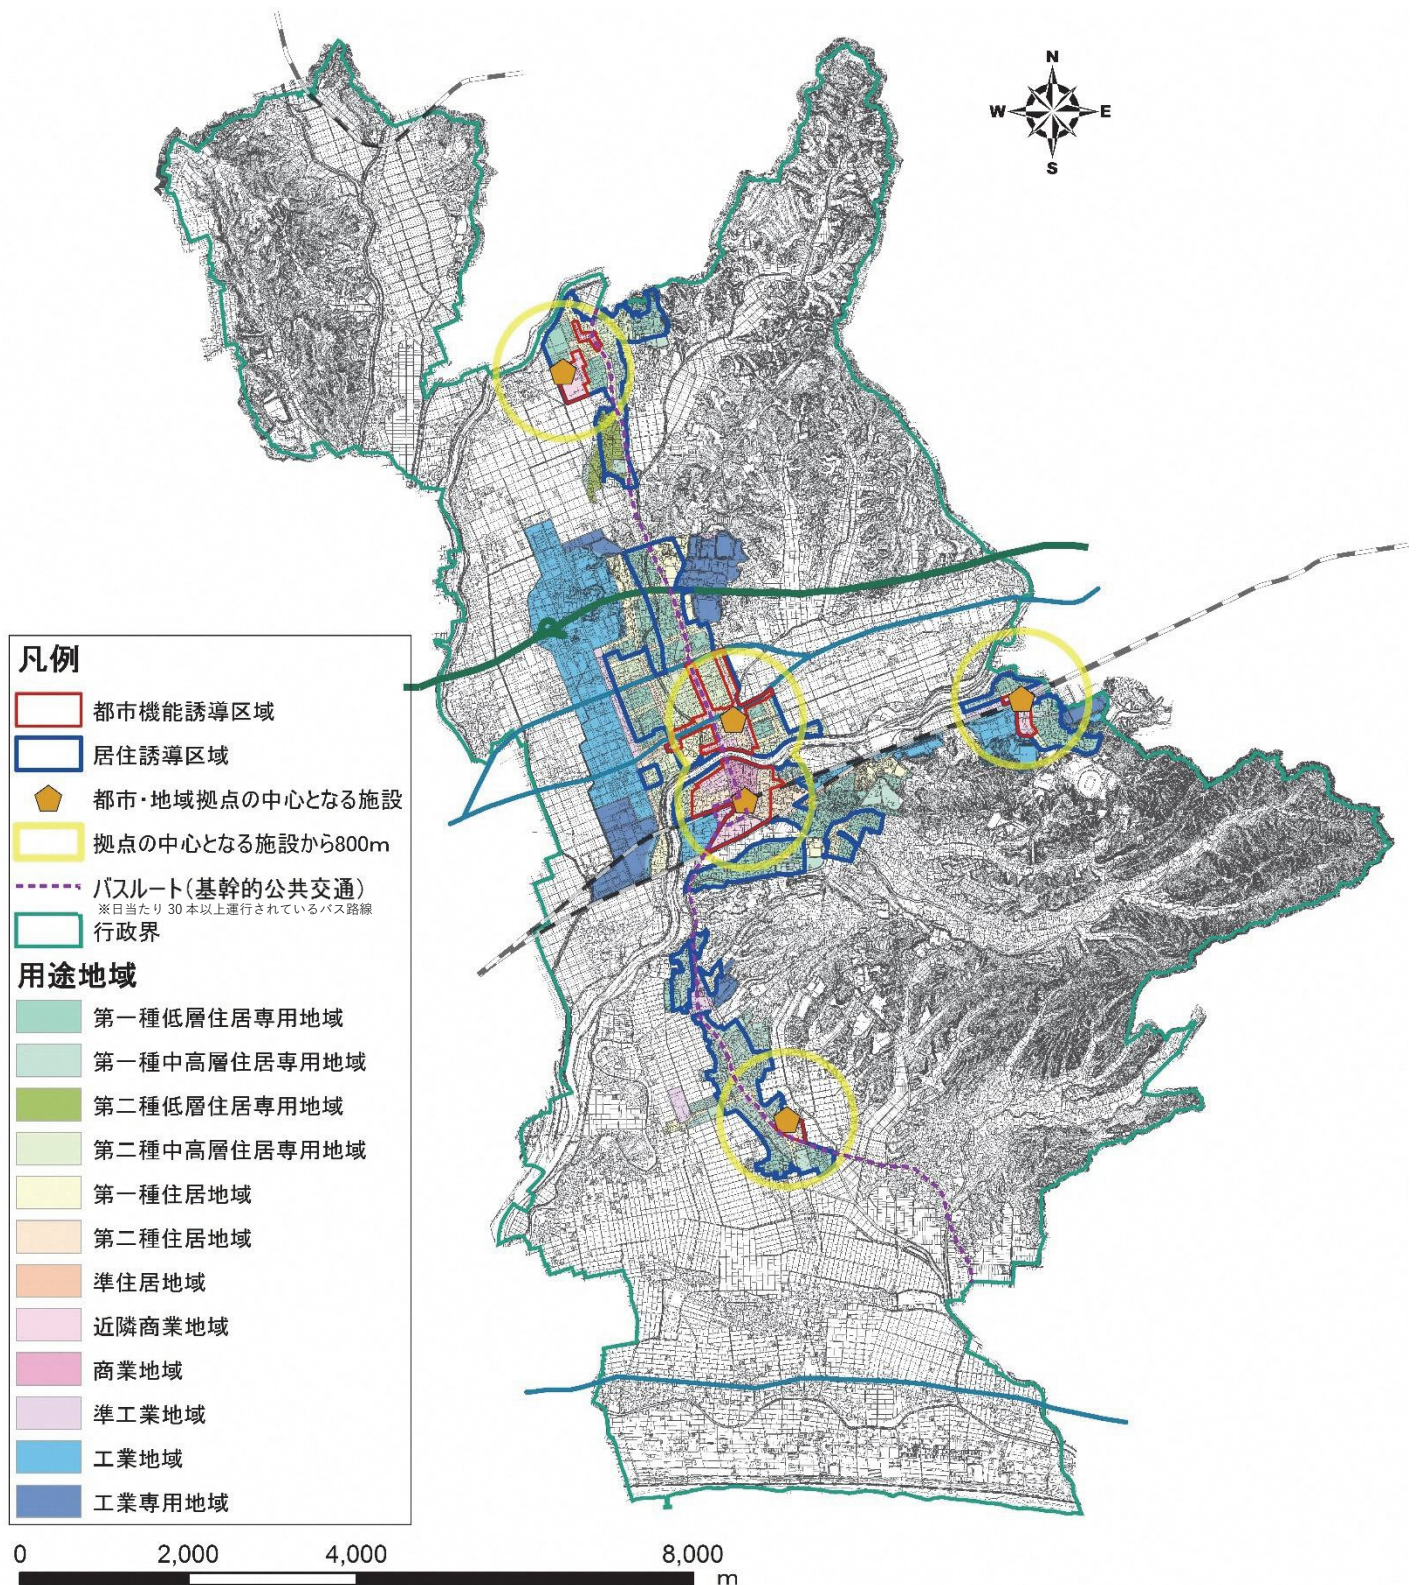 N
W E
S
凡例
都市機能誘導区域
居住誘導区域
都市・地域拠点の中心となる施設
拠点の中心となる施設から800m
バスルート(基幹的公共交通)
※日当たり30本以上運行されているバス路線
行政界
用途地域
第一種低層住居専用地域
第一種中高層住居専用地域
第二種低層住居専用地域
第二種中高層住居専用地域
第一種住居地域
第二種住居地域
準住居地域
近隣商業地域
商業地域
準工業地域
工業地域
工業専用地域
0 2,000 4,000 8,000
m